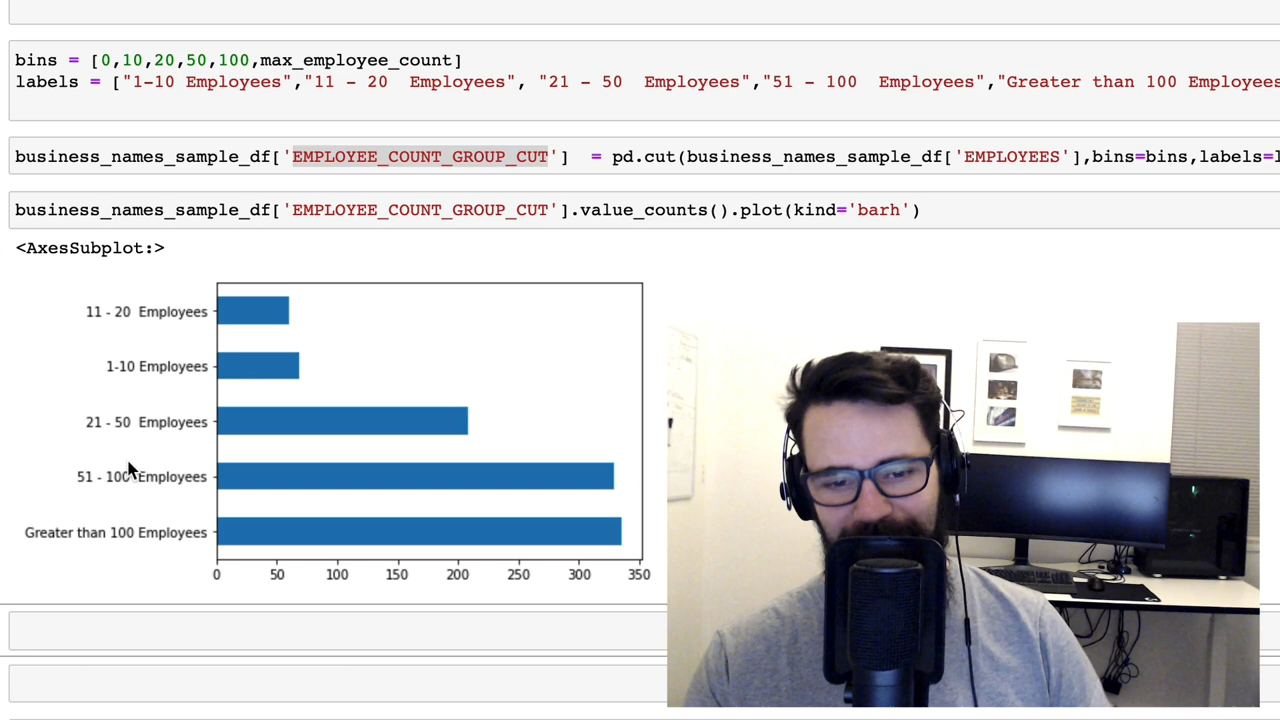 bins = [0,10,20,50,100,max_employee_count]
labels = ["1-10 Employees","11 - 20  Employees", "21 - 50  Employees","51 - 100  Employees","Greater than 100 Employees
business_names_sample_df['EMPLOYEE_COUNT_GROUP_CUT']  = pd.cut(business_names_sample_df['EMPLOYEES'],bins=bins,labels=l
business_names_sample_df['EMPLOYEE_COUNT_GROUP_CUT'].value_counts().plot(kind='barh')
<AxesSubplot:>
11 - 20  Employees
1-10 Employees
21 - 50  Employees
51 - 100  Employees
Greater than 100 Employees
0 50 100 150 200 250 300 350